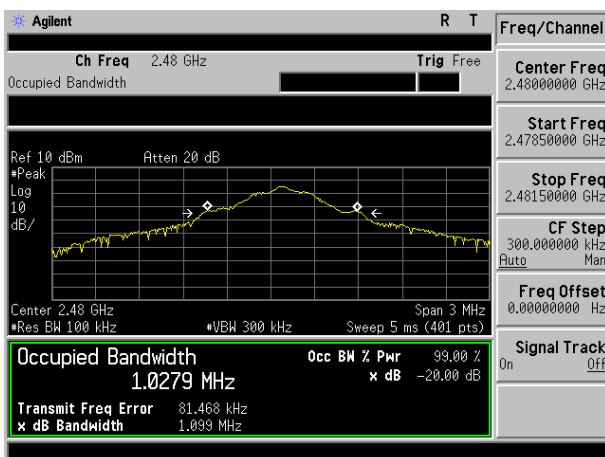 Agilent R T
Ch Freq 2.48 GHz Trig Free
Occupied Bandwidth
Ref 10 dBm Atten 20 dB
#Peak
Log
10
dB/
Center 2.48 GHz Span 3 MHz
#Res BW 100 kHz #VBW 300 kHz Sweep 5 ms (401 pts)
Occupied Bandwidth Occ BW % Pwr 99.00 %
1.0279 MHz x dB -20.00 dB
Transmit Freq Error 81.468 kHz
x dB Bandwidth 1.099 MHz
Freq/Channel
Center Freq
2.48000000 GHz
Start Freq
2.47850000 GHz
Stop Freq
2.48150000 GHz
CF Step
300.000000 kHz
Auto Man
Freq Offset
0.00000000 Hz
Signal Track
On Off